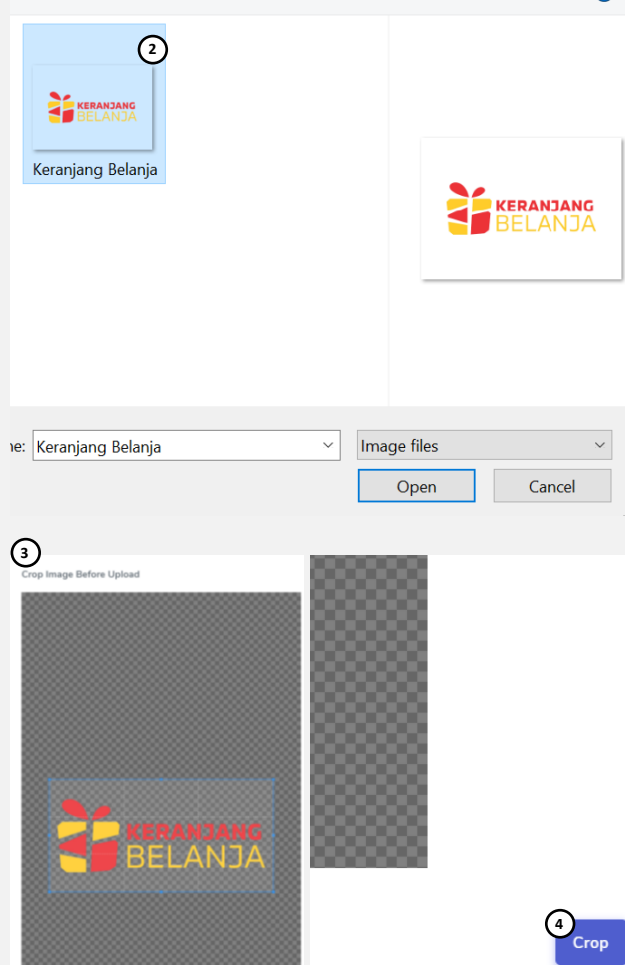 2
KERANJANG
BELANJA
Keranjang Belanja
KERANJANG
BELANJA
Keranjang Belanja
Image files
Open
Cancel
3
Crop Image Before Upload
KERANJANG
BELANJA
4
Crop